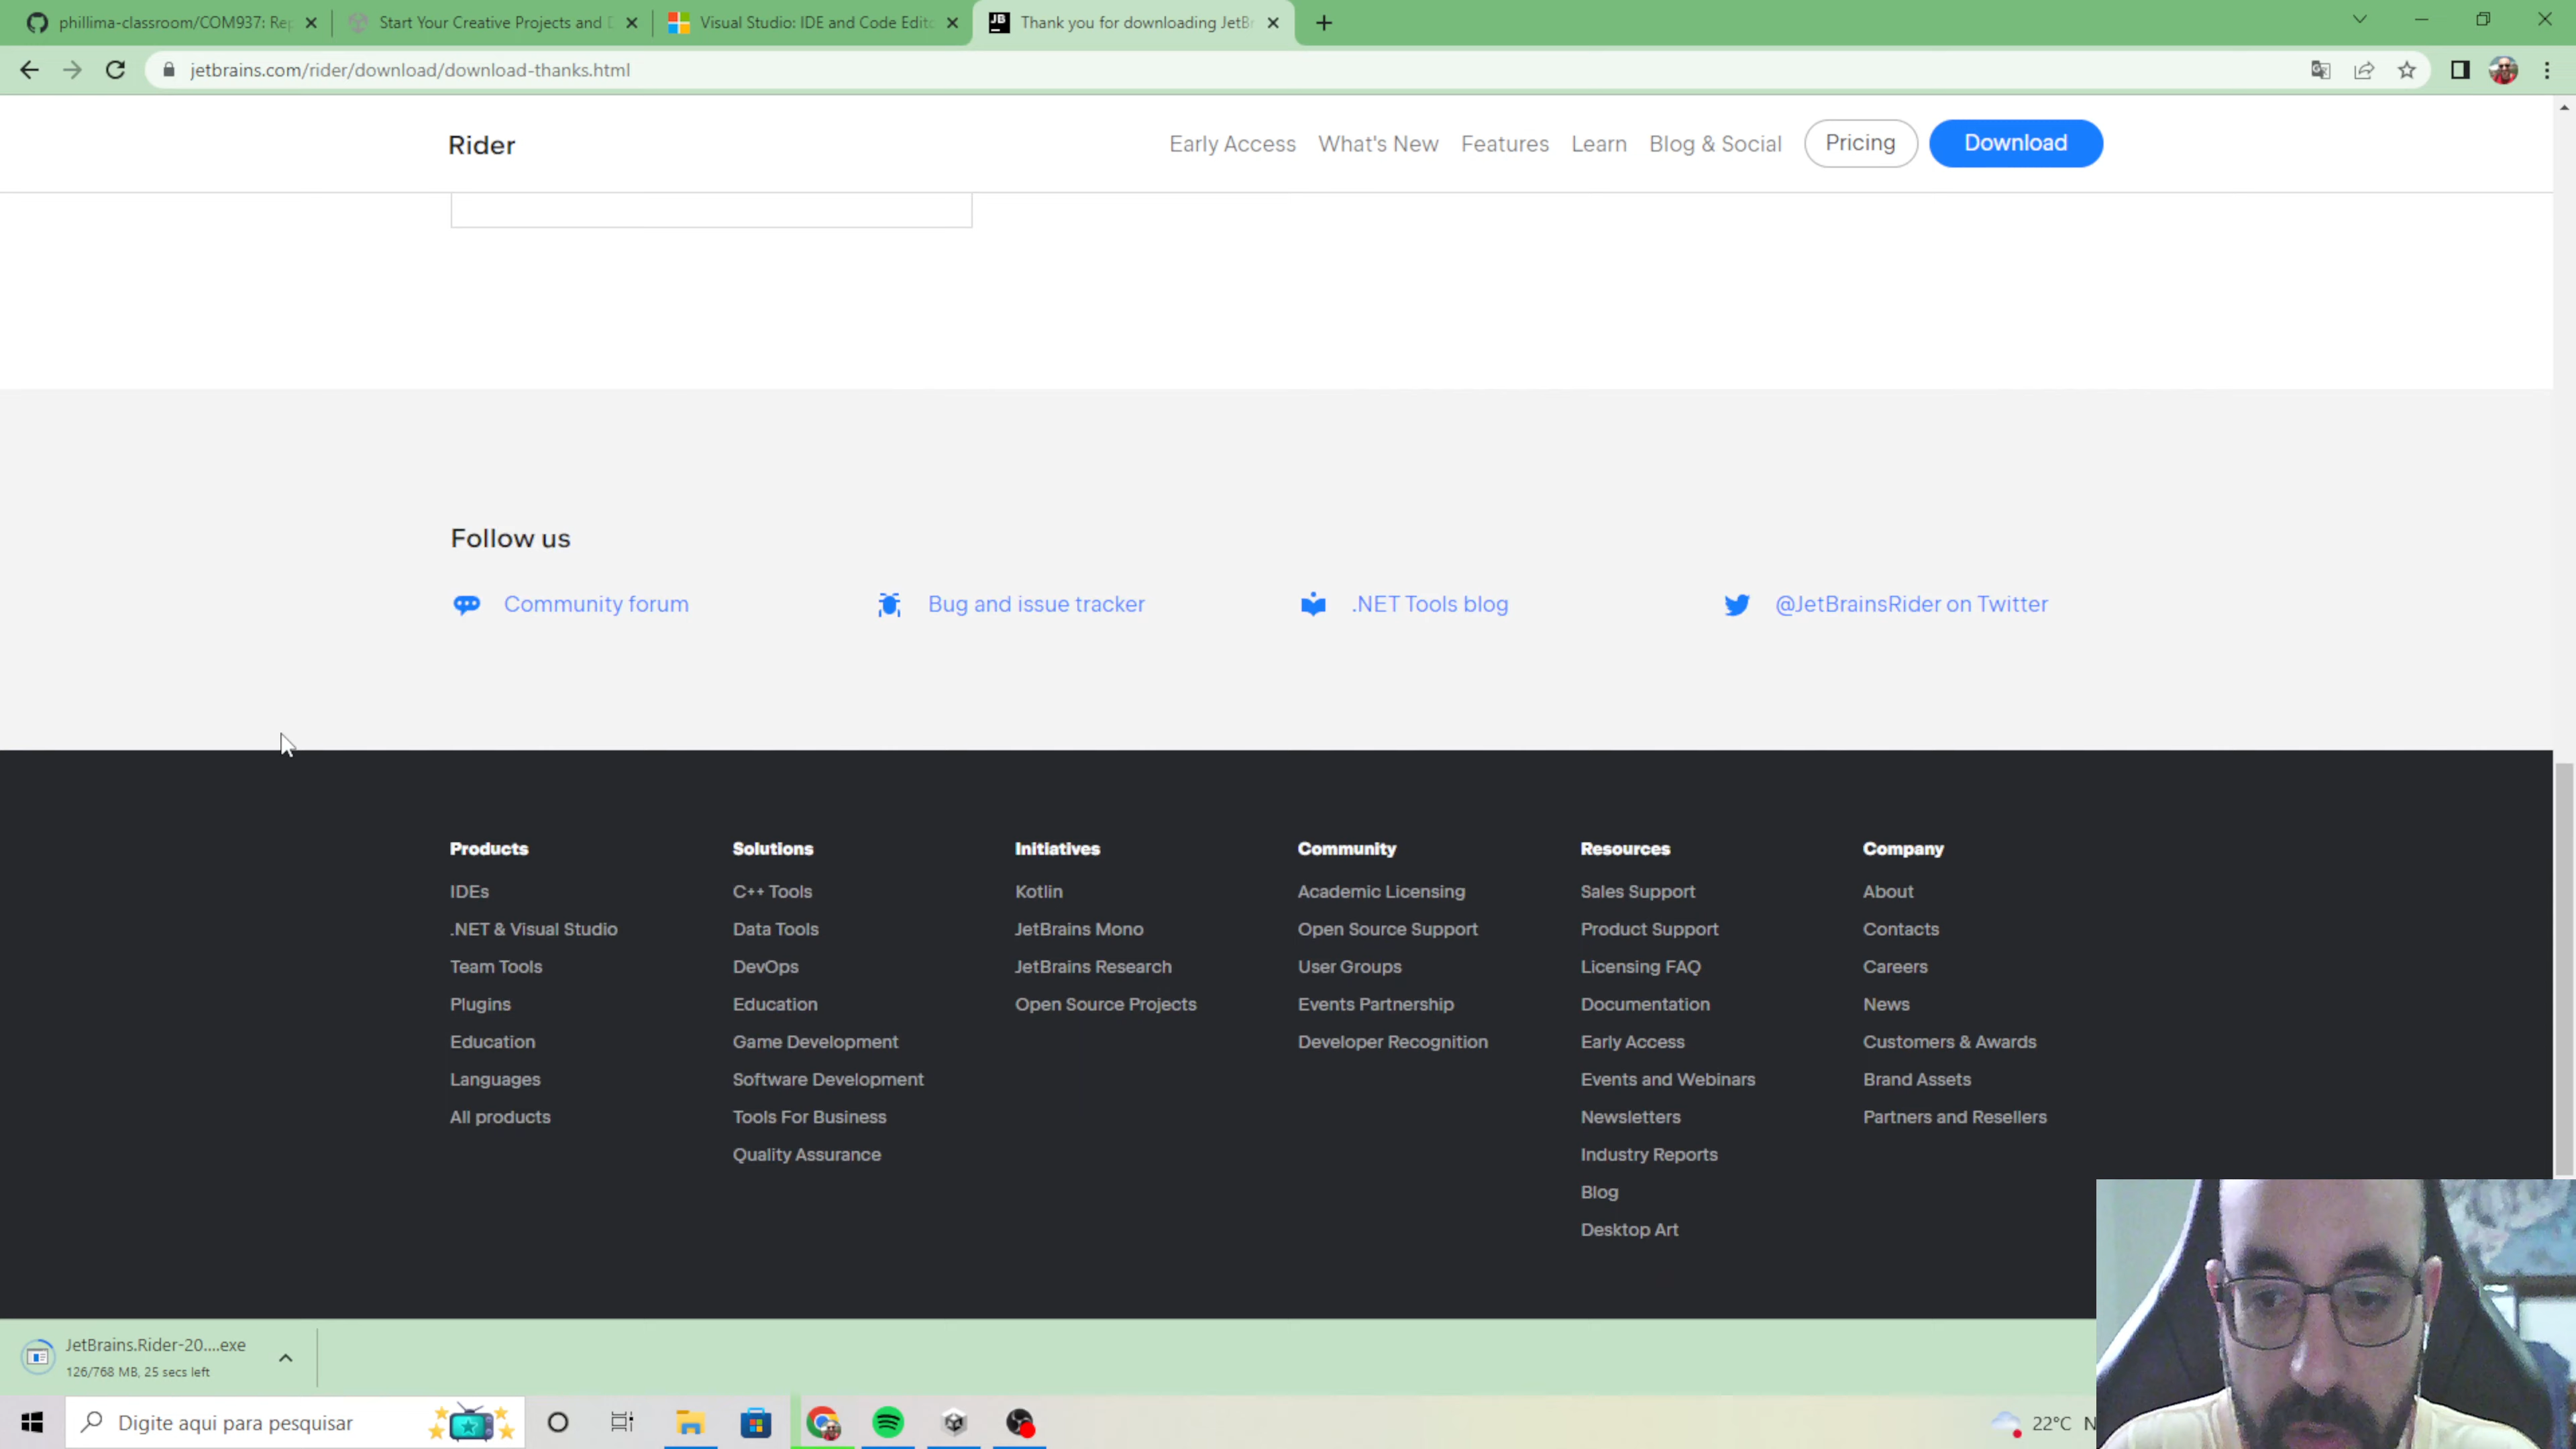 phillima-classroom/COM937: Rep
Start Your Creative Projects and D
Visual Studio: IDE and Code Edito
JB
Thank you for downloading JetBr
jetbrains.com/rider/download/download-thanks.html
Rider
Early Access
What's New
Features
Learn
Blog & Social
Pricing
Download
Follow us
Community forum
Bug and issue tracker
.NET Tools blog
@JetBrainsRider on Twitter
Products
IDEs
.NET & Visual Studio
Team Tools
Plugins
Education
Languages
All products
Solutions
C++ Tools
Data Tools
DevOps
Education
Game Development
Software Development
Tools For Business
Quality Assurance
Initiatives
Kotlin
JetBrains Mono
JetBrains Research
Open Source Projects
Community
Academic Licensing
Open Source Support
User Groups
Events Partnership
Developer Recognition
Resources
Sales Support
Product Support
Licensing FAQ
Documentation
Early Access
Events and Webinars
Newsletters
Industry Reports
Blog
Desktop Art
Company
About
Contacts
Careers
News
Customers & Awards
Brand Assets
Partners and Resellers
JetBrains.Rider-20....exe
126/768 MB, 25 secs left
Digite aqui para pesquisar
22°C N